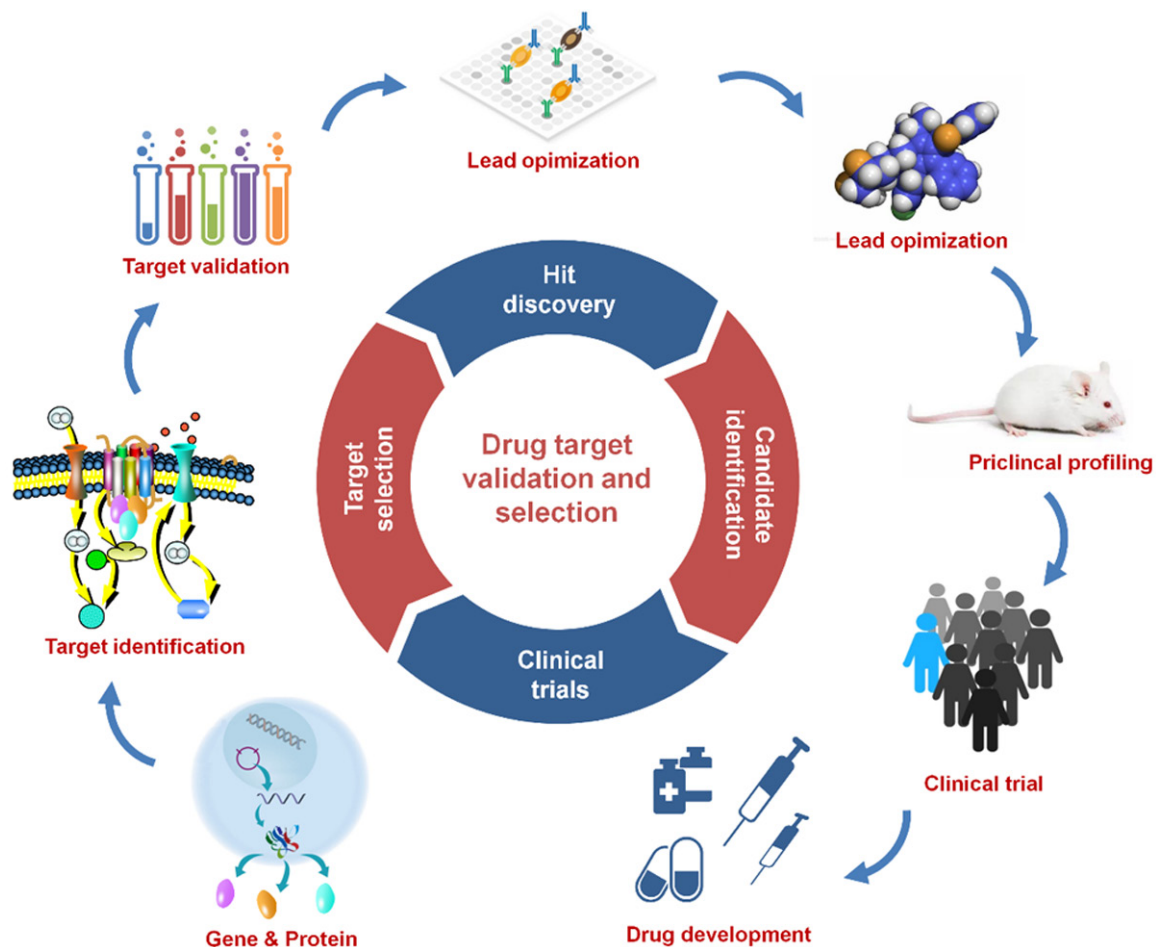 Lead opimization
Lead opimization
Target validation
Priclincal profiling
Target identification
Clinical trial
Gene & Protein
Drug development
Hit
discovery
Candidate
identification
Clinical
trials
Target
selection
Drug target
validation and
selection